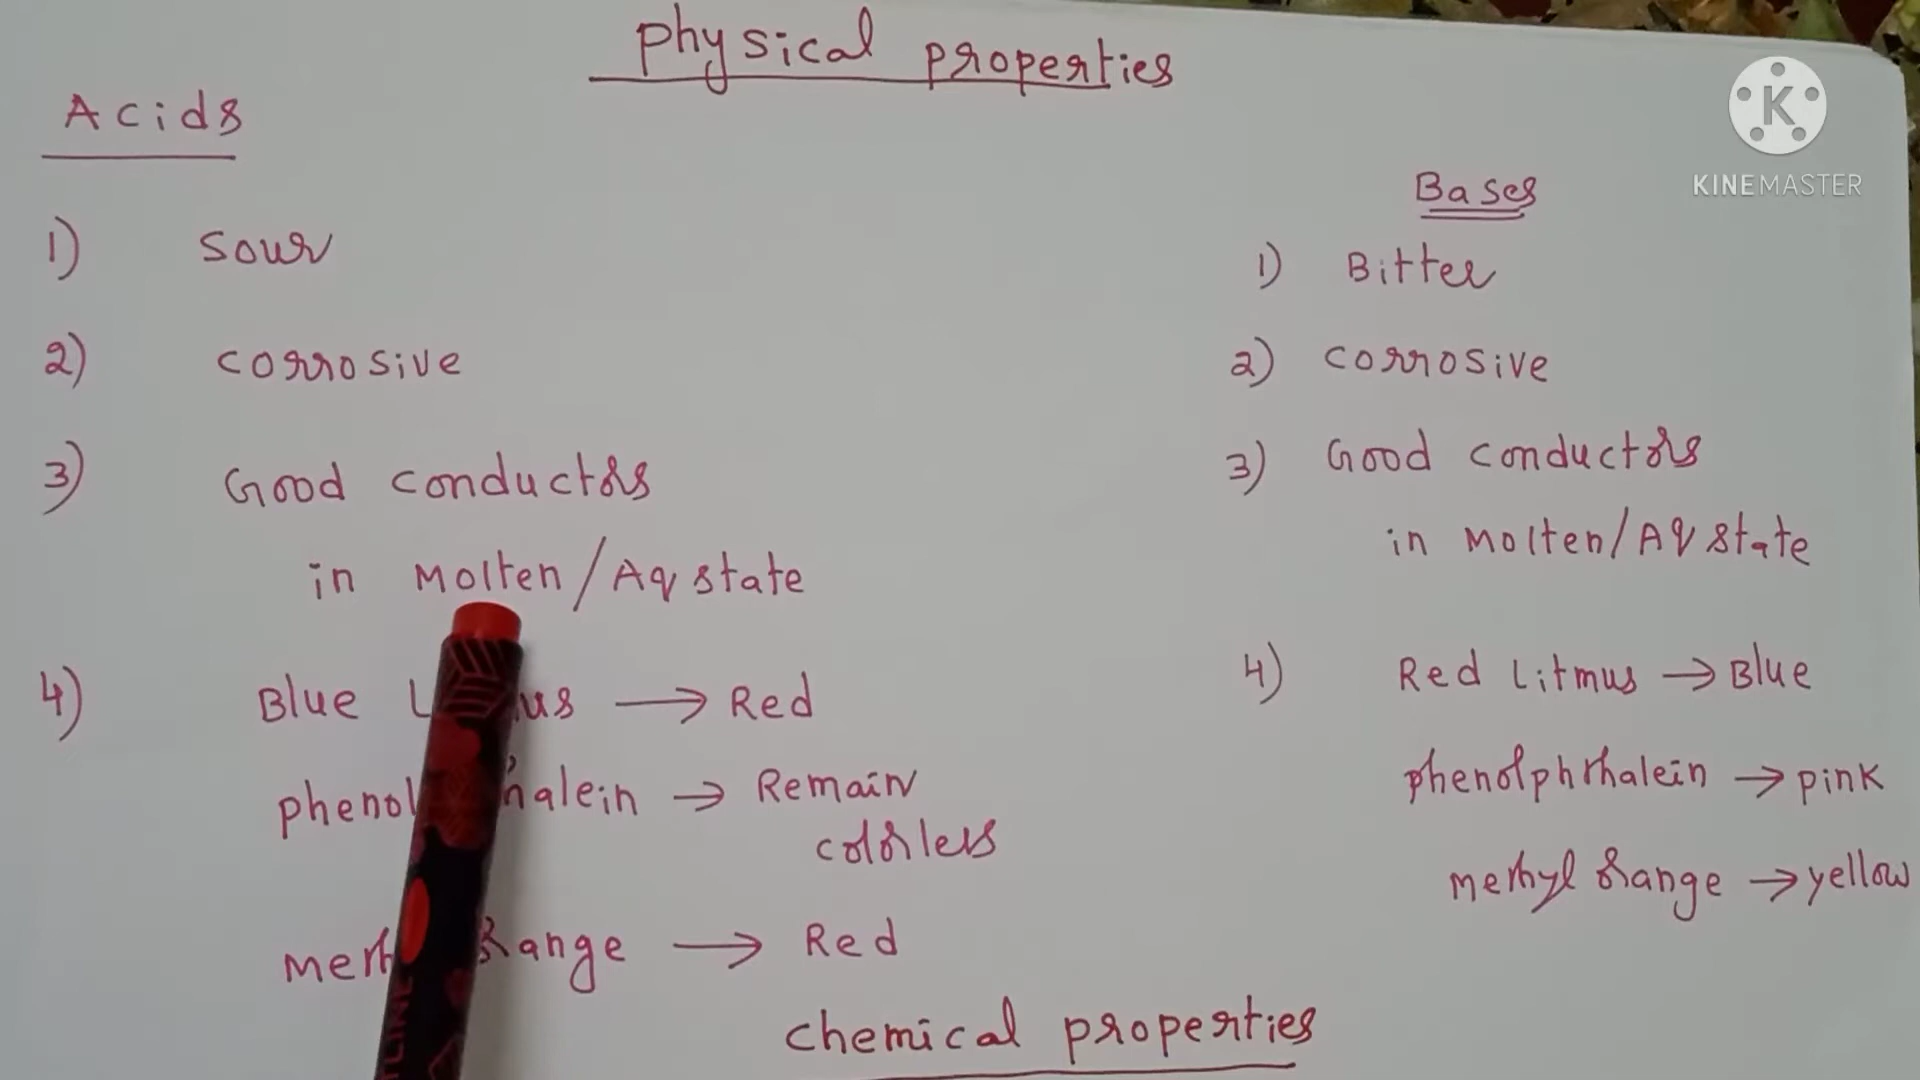 Physical properties
Acids
1) Sour
2) Corrosive
3) Good conductors
in Molten/Aq state
4) Blue → Red
→ Remain
colorless
→ Red
Bases
1) Bitter
2) Corrosive
3) Good conductors
in Molten/Aq state
4) Red Litmus → Blue
phenolphthalein → pink
methyl orange → yellow
chemical properties
K
KINEMASTER